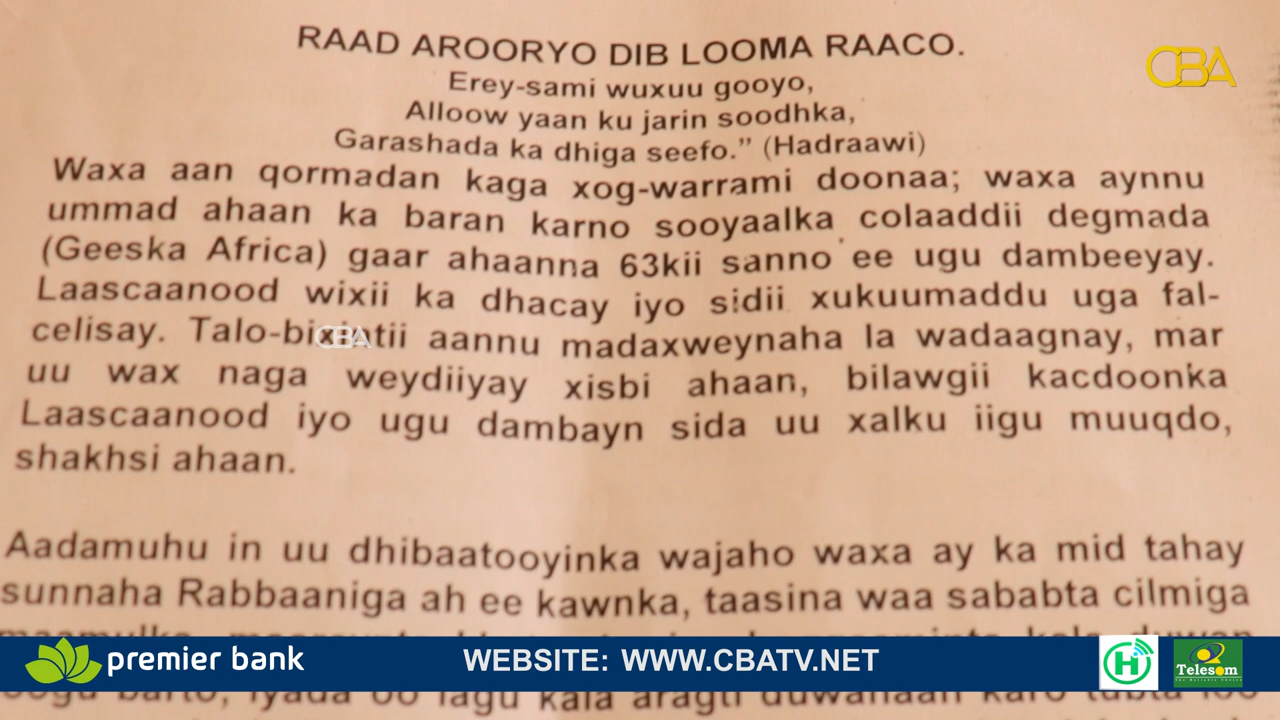 RAAD AROORYO DIB LOOMA RAACO.
CBA
Erey-sami wuxuu gooyo,
Alloow yaan ku jarin soodhka,
Garashada ka dhiga seefo.” (Hadraawi)
Waxa aan qormadan kaga xog-warrami doonaa; waxa aynnu
ummad ahaan ka baran karno sooyaalka colaaddii degmada
(Geeska Africa) gaar ahaanna 63kii sanno ee ugu dambeeyay.
Laascaanood wixii ka dhacay iyo sidii xukuumaddu uga fal-
celisay. Talo-bixintii aannu madaxweynaha la wadaagnay, mar
CBA
uu wax naga weydiiyay xisbi ahaan, bilawgii kacdoonka
Laascaanood iyo ugu dambayn sida uu xalku iigu muuqdo,
shakhsi ahaan.
Aadamuhu in uu dhibaatooyinka wajaho waxa ay ka mid tahay
sunnaha Rabbaaniga ah ee kawnka, taasina waa sababta cilmiga
premier bank
WEBSITE: WWW.CBATV.NET
H
Telesom
The Reliable Choice